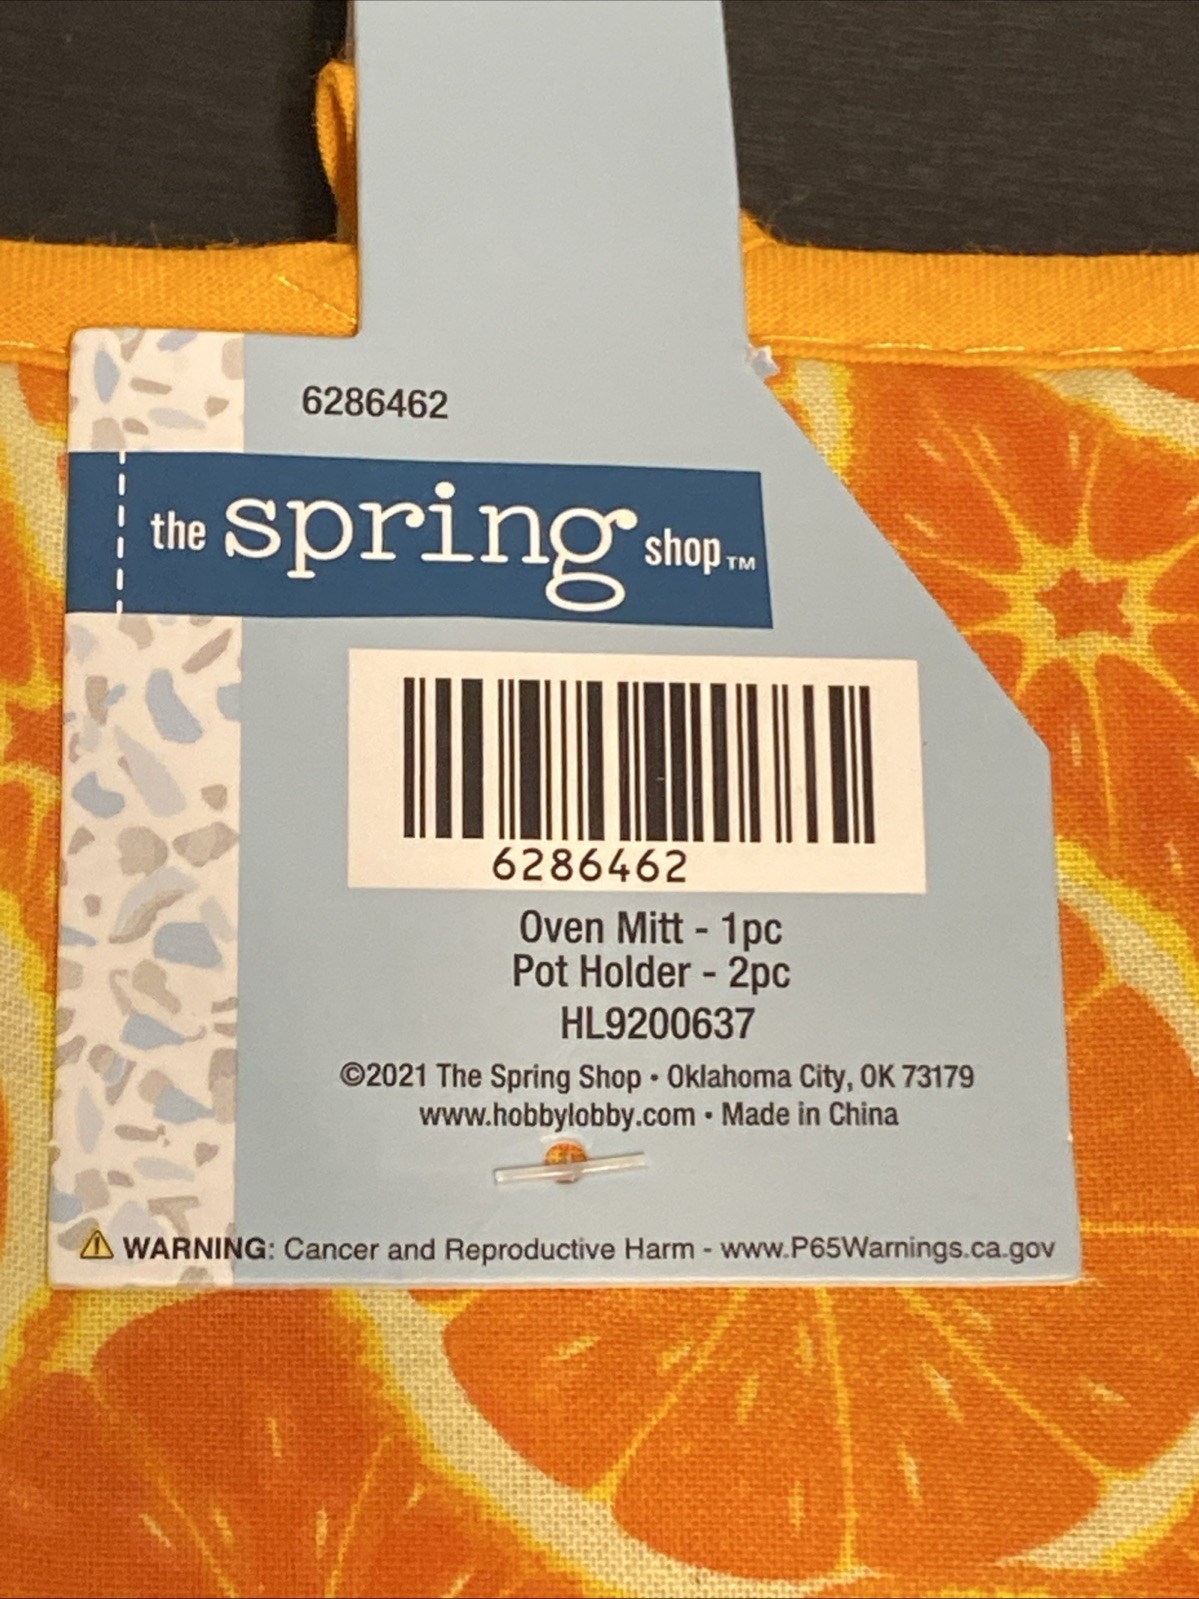 6286462
the spring shop™
6286462
Oven Mitt - 1pc
Pot Holder - 2pc
HL9200637
©2021 The Spring Shop • Oklahoma City, OK 73179
www.hobbylobby.com • Made in China
⚠ WARNING: Cancer and Reproductive Harm - www.P65Warnings.ca.gov